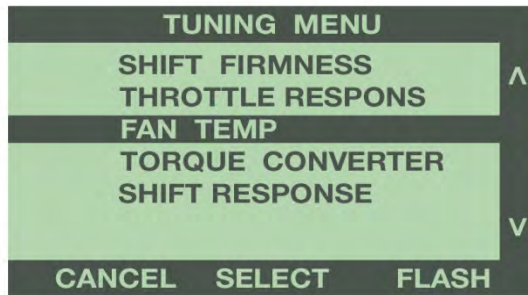 TUNING MENU
SHIFT FIRMNESS
THROTTLE RESPONS
FAN TEMP
TORQUE CONVERTER
SHIFT RESPONSE
CANCEL SELECT FLASH